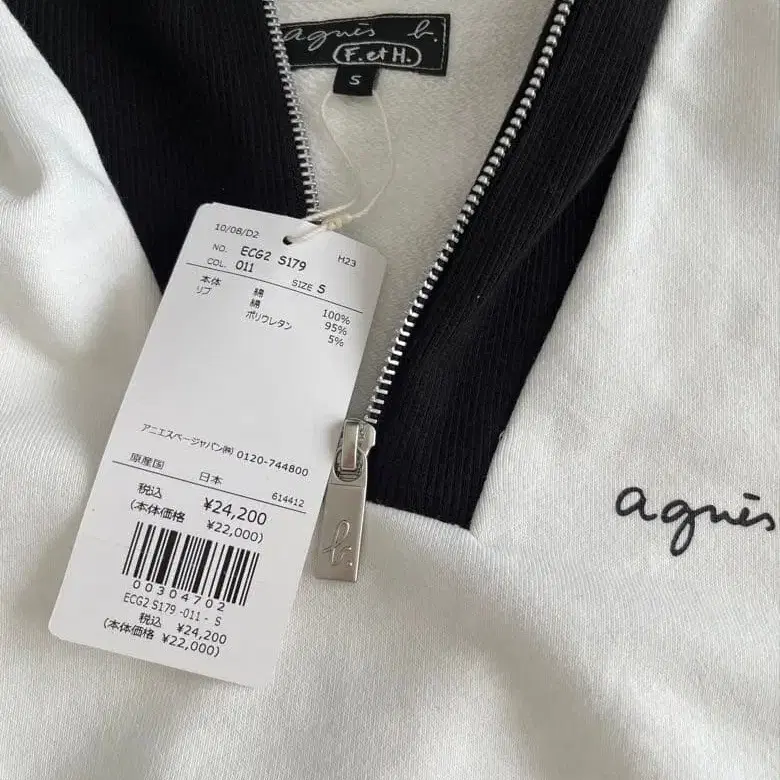 agnès b.
F. et H.
S
10/08/D2
NO. ECG2 S179 H23
COL. 011 SIZE S
本体 綿 100%
リブ 綿 95%
ポリウレタン 5%
アニエスベージャパン㈱ 0120-744800
原産国 日本 614412
税込 ¥24,200
(本体価格 ¥22,000)
00304702
ECG2 S179 -011 - S
税込 ¥24,200
(本体価格 ¥22,000)
b.
agnès